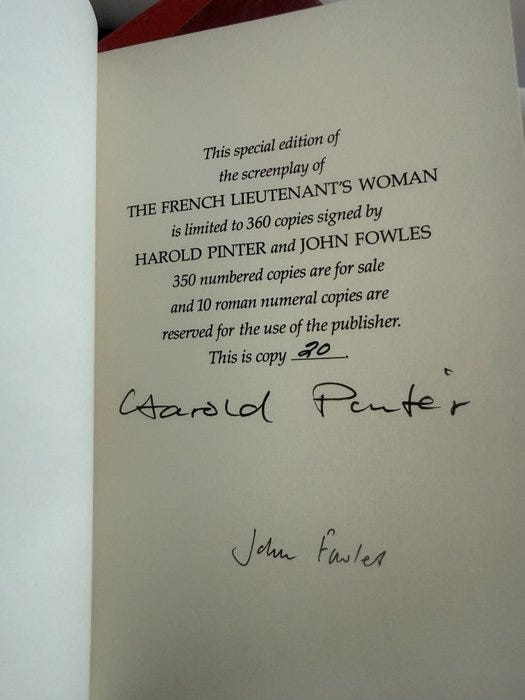 This special edition of
the screenplay of
THE FRENCH LIEUTENANT'S WOMAN
is limited to 360 copies signed by
HAROLD PINTER and JOHN FOWLES
350 numbered copies are for sale
and 10 roman numeral copies are
reserved for the use of the publisher.
This is copy 20.
Harold Pinter
John Fowles